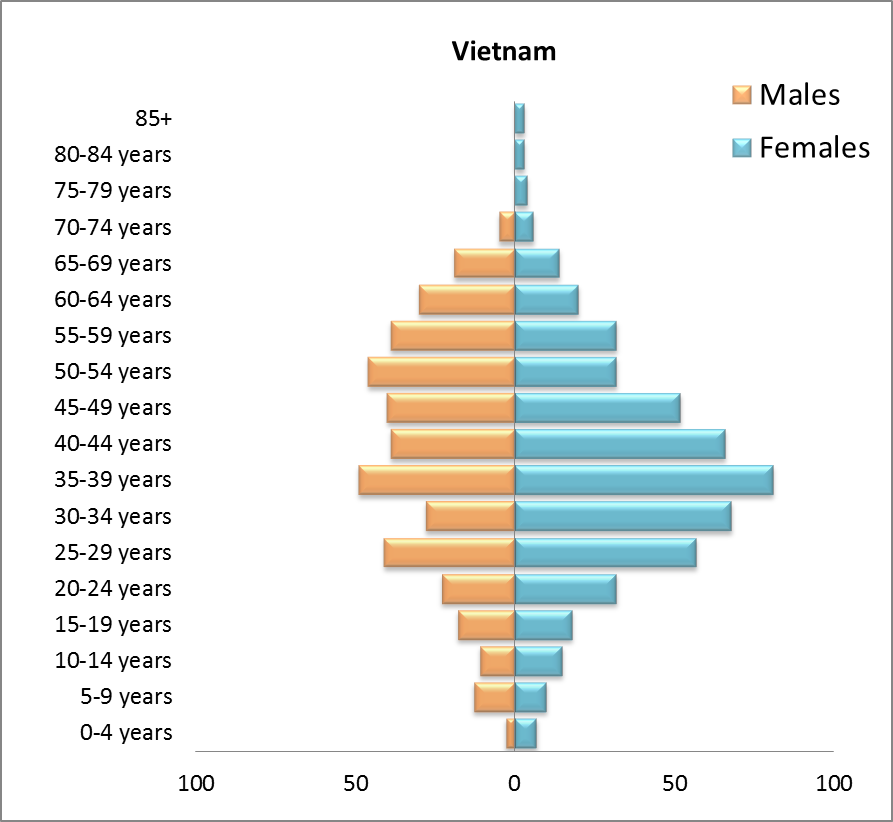 Vietnam
Males
Females
85+
80-84 years
75-79 years
70-74 years
65-69 years
60-64 years
55-59 years
50-54 years
45-49 years
40-44 years
35-39 years
30-34 years
25-29 years
20-24 years
15-19 years
10-14 years
5-9 years
0-4 years
100 50 0 50 100